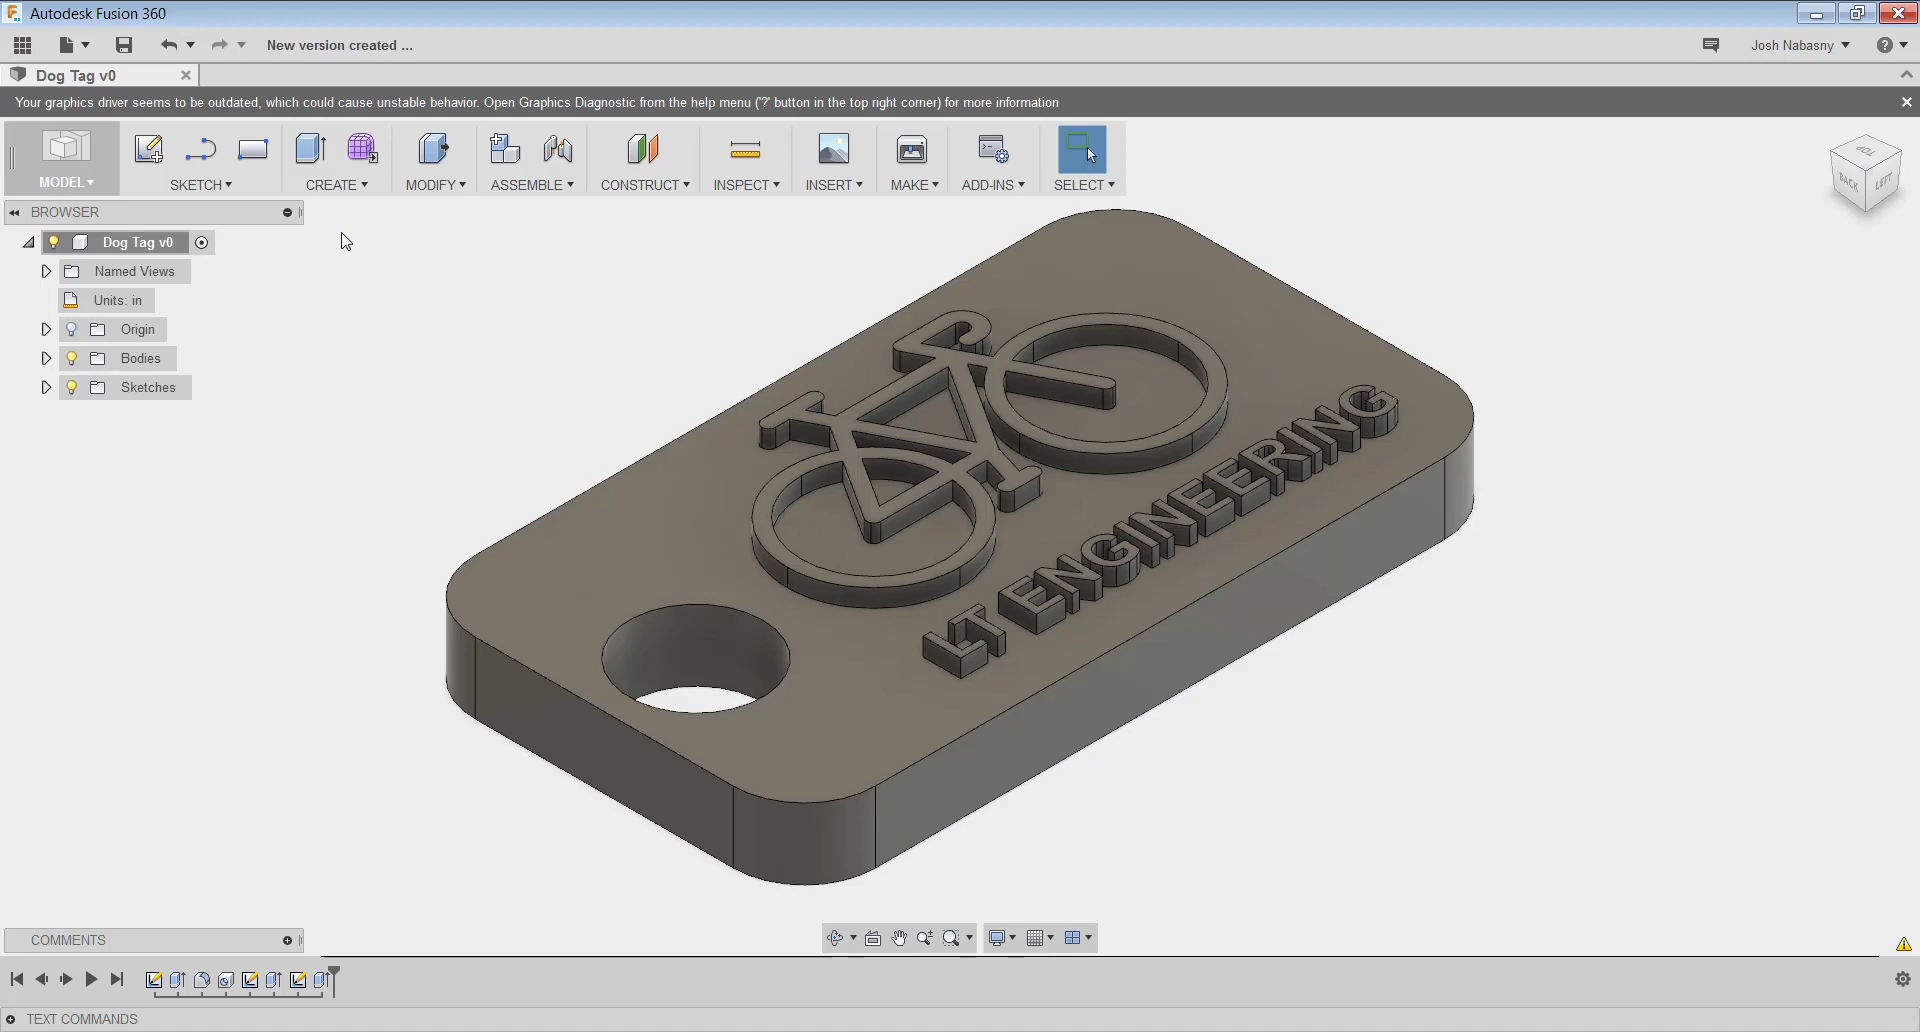 Autodesk Fusion 360
New version created ...
Josh Nabasny
Dog Tag v0
Your graphics driver seems to be outdated, which could cause unstable behavior. Open Graphics Diagnostic from the help menu ('?' button in the top right corner) for more information
MODEL
SKETCH
CREATE
MODIFY
ASSEMBLE
CONSTRUCT
INSPECT
INSERT
MAKE
ADD-INS
SELECT
TOP
BACK
LEFT
BROWSER
Dog Tag v0
Named Views
Units: in
Origin
Bodies
Sketches
LT ENGINEERING
COMMENTS
TEXT COMMANDS